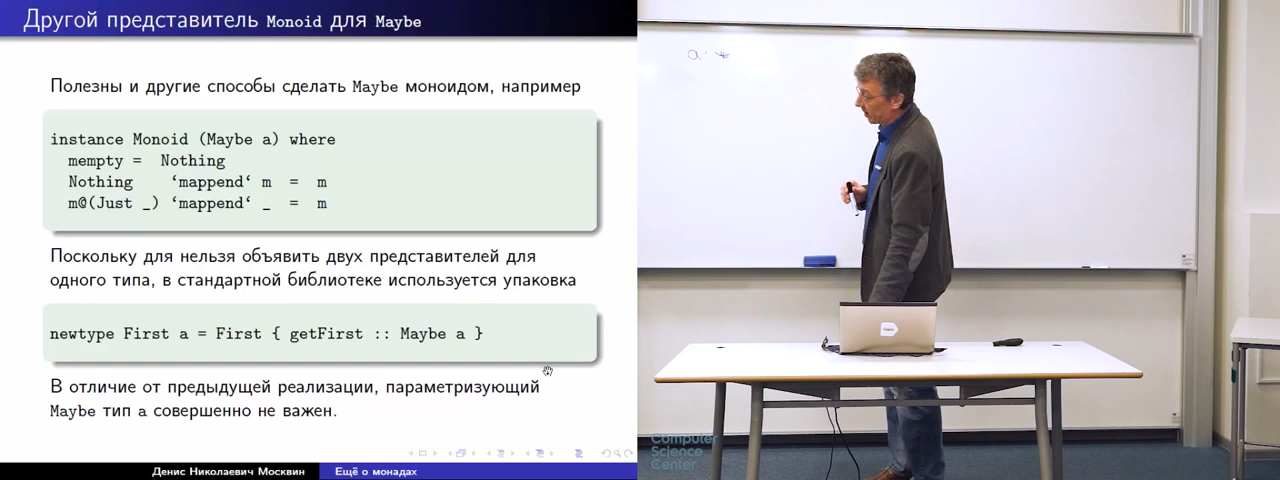 Другой представитель Monoid для Maybe
Полезны и другие способы сделать Maybe моноидом, например
instance Monoid (Maybe a) where
mempty = Nothing
Nothing ‘mappend‘ m = m
m@(Just _) ‘mappend‘ _ = m
Поскольку для нельзя объявить двух представителей для
одного типа, в стандартной библиотеке используется упаковка
newtype First a = First { getFirst :: Maybe a }
В отличие от предыдущей реализации, параметризующий
Maybe тип a совершенно не важен.
Денис Николаевич Москвин
Ещё о монадах
a: *
Computer
Science
Center